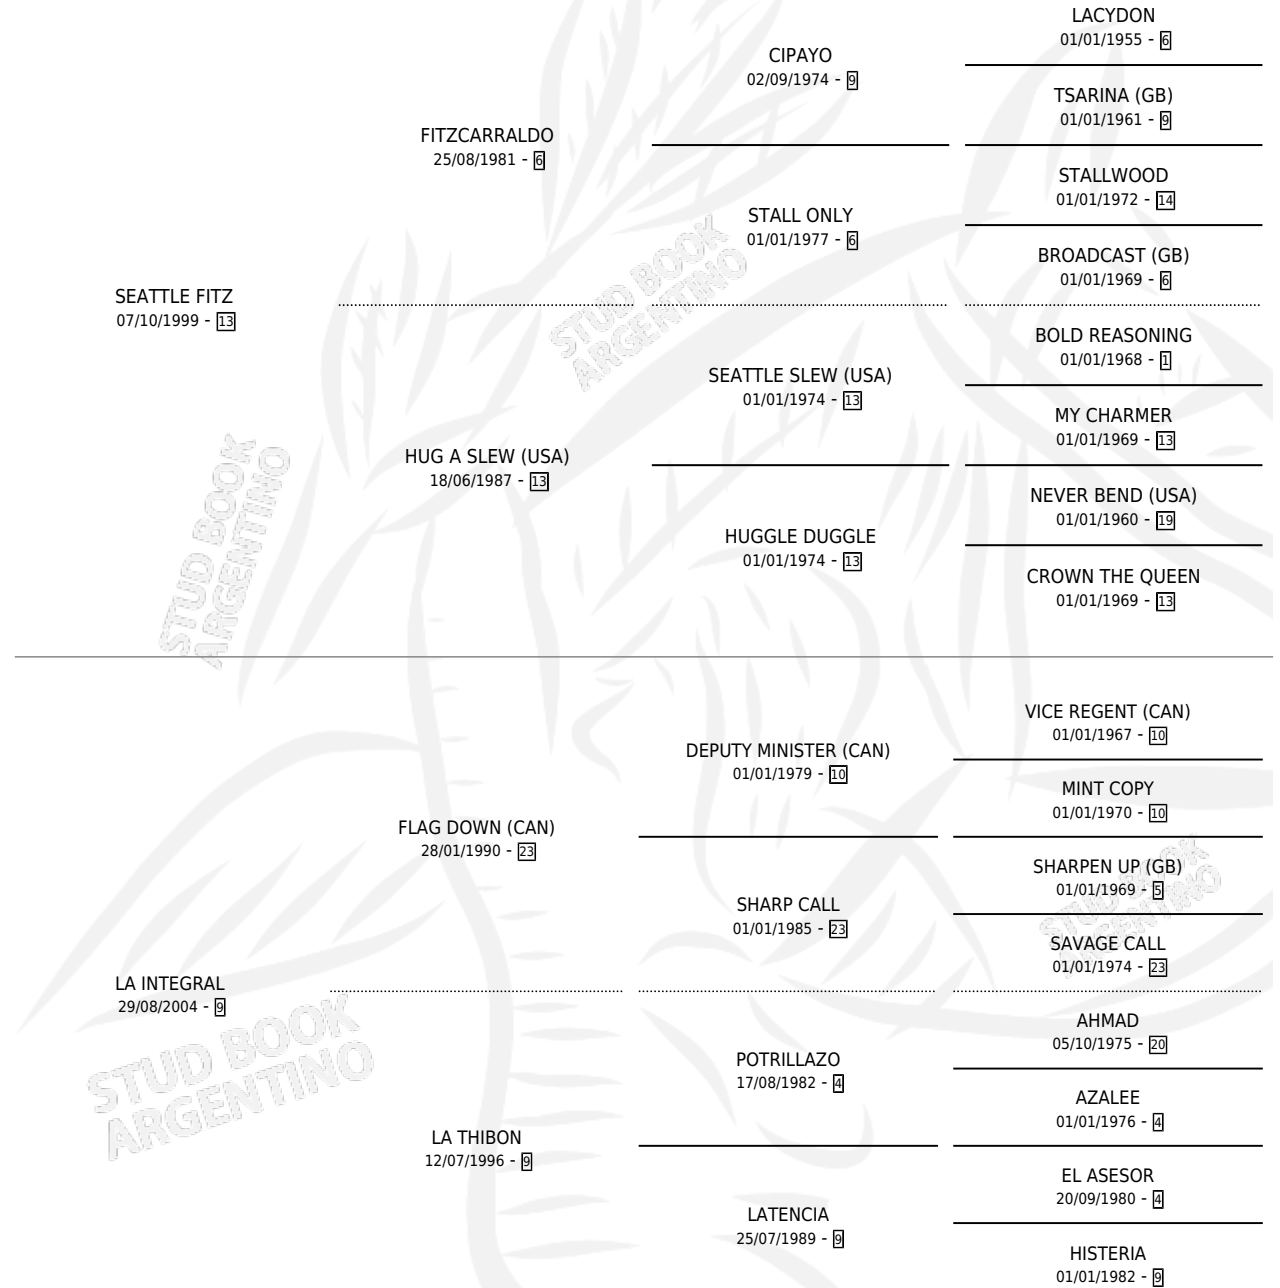 LACYDON
01/01/1955 - 6
CIPAYO
02/09/1974 - 9
TSARINA (GB)
01/01/1961 - 9
FITZCARRALDO
25/08/1981 - 6
STALLWOOD
01/01/1972 - 14
STALL ONLY
01/01/1977 - 6
BROADCAST (GB)
01/01/1969 - 6
SEATTLE FITZ
07/10/1999 - 13
BOLD REASONING
01/01/1968 - 1
SEATTLE SLEW (USA)
01/01/1974 - 13
MY CHARMER
01/01/1969 - 13
HUG A SLEW (USA)
18/06/1987 - 13
NEVER BEND (USA)
01/01/1960 - 19
HUGGLE DUGGLE
01/01/1974 - 13
CROWN THE QUEEN
01/01/1969 - 13
STUD BOOK
ARGENTINO
STUD BOOK
ARGENTINO
VICE REGENT (CAN)
01/01/1967 - 10
DEPUTY MINISTER (CAN)
01/01/1979 - 10
MINT COPY
01/01/1970 - 10
FLAG DOWN (CAN)
28/01/1990 - 23
SHARPEN UP (GB)
01/01/1969 - 5
SHARP CALL
01/01/1985 - 23
SAVAGE CALL
01/01/1974 - 23
STUD BOOK
ARGENTINO
LA INTEGRAL
29/08/2004 - 9
AHMAD
05/10/1975 - 20
POTRILLAZO
17/08/1982 - 4
AZALEE
01/01/1976 - 4
LA THIBON
12/07/1996 - 9
EL ASESOR
20/09/1980 - 4
LATENCIA
25/07/1989 - 9
HISTERIA
01/01/1982 - 9
STUD BOOK
ARGENTINO